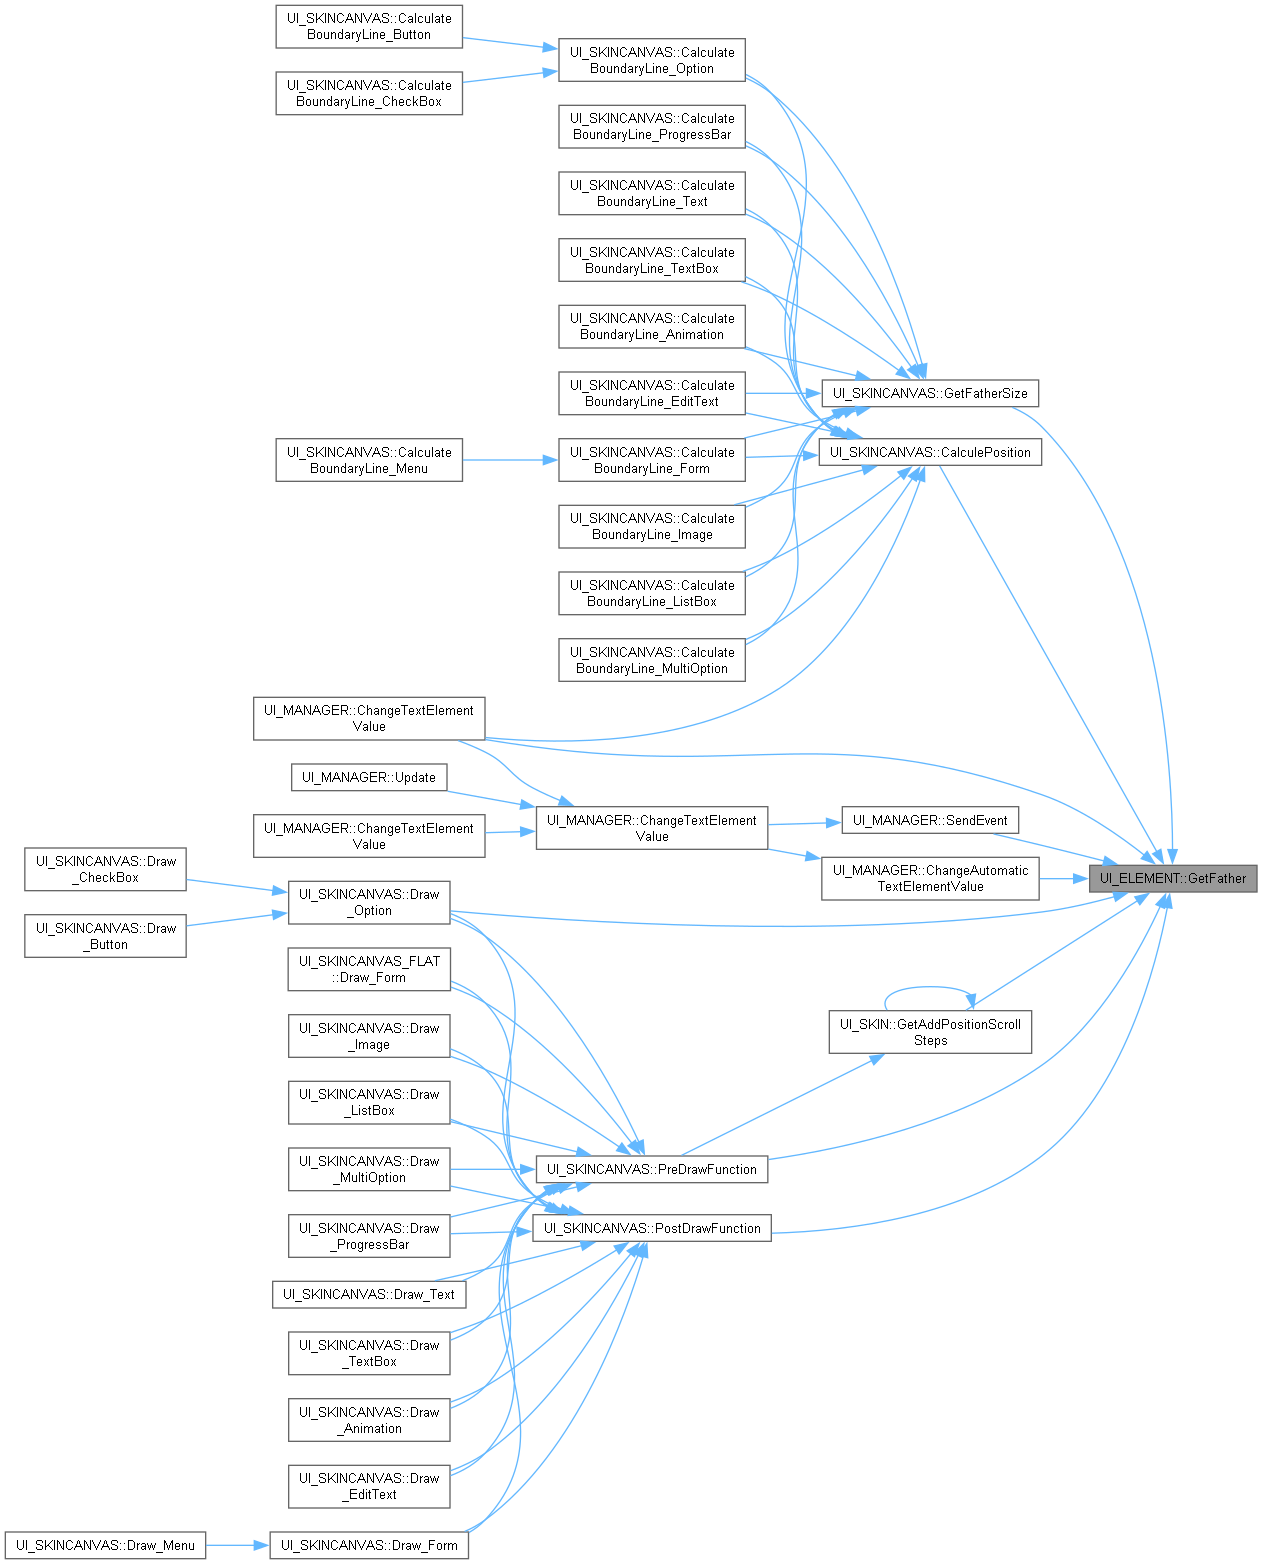 UI_SKINCANVAS::Calculate
BoundaryLine_Button
UI_SKINCANVAS::Calculate
BoundaryLine_Option
UI_SKINCANVAS::Calculate
BoundaryLine_CheckBox
UI_SKINCANVAS::Calculate
BoundaryLine_ProgressBar
UI_SKINCANVAS::Calculate
BoundaryLine_Text
UI_SKINCANVAS::Calculate
BoundaryLine_TextBox
UI_SKINCANVAS::Calculate
BoundaryLine_Animation
UI_SKINCANVAS::Calculate
BoundaryLine_EditText
UI_SKINCANVAS::GetFatherSize
UI_SKINCANVAS::Calculate
BoundaryLine_Menu
UI_SKINCANVAS::Calculate
BoundaryLine_Form
UI_SKINCANVAS::CalculePosition
UI_SKINCANVAS::Calculate
BoundaryLine_Image
UI_SKINCANVAS::Calculate
BoundaryLine_ListBox
UI_SKINCANVAS::Calculate
BoundaryLine_MultiOption
UI_MANAGER::ChangeTextElement
Value
UI_MANAGER::Update
UI_MANAGER::ChangeTextElement
Value
UI_MANAGER::ChangeTextElement
Value
UI_MANAGER::SendEvent
UI_MANAGER::ChangeAutomatic
TextElementValue
UI_ELEMENT::GetFather
UI_SKINCANVAS::Draw
_CheckBox
UI_SKINCANVAS::Draw
_Option
UI_SKINCANVAS::Draw
_Button
UI_SKINCANVAS_FLAT
::Draw_Form
UI_SKINCANVAS::Draw
_Image
UI_SKIN::GetAddPositionScroll
Steps
UI_SKINCANVAS::Draw
_ListBox
UI_SKINCANVAS::Draw
_MultiOption
UI_SKINCANVAS::PreDrawFunction
UI_SKINCANVAS::Draw
_ProgressBar
UI_SKINCANVAS::PostDrawFunction
UI_SKINCANVAS::Draw_Text
UI_SKINCANVAS::Draw
_TextBox
UI_SKINCANVAS::Draw
_Animation
UI_SKINCANVAS::Draw
_EditText
UI_SKINCANVAS::Draw_Menu
UI_SKINCANVAS::Draw_Form